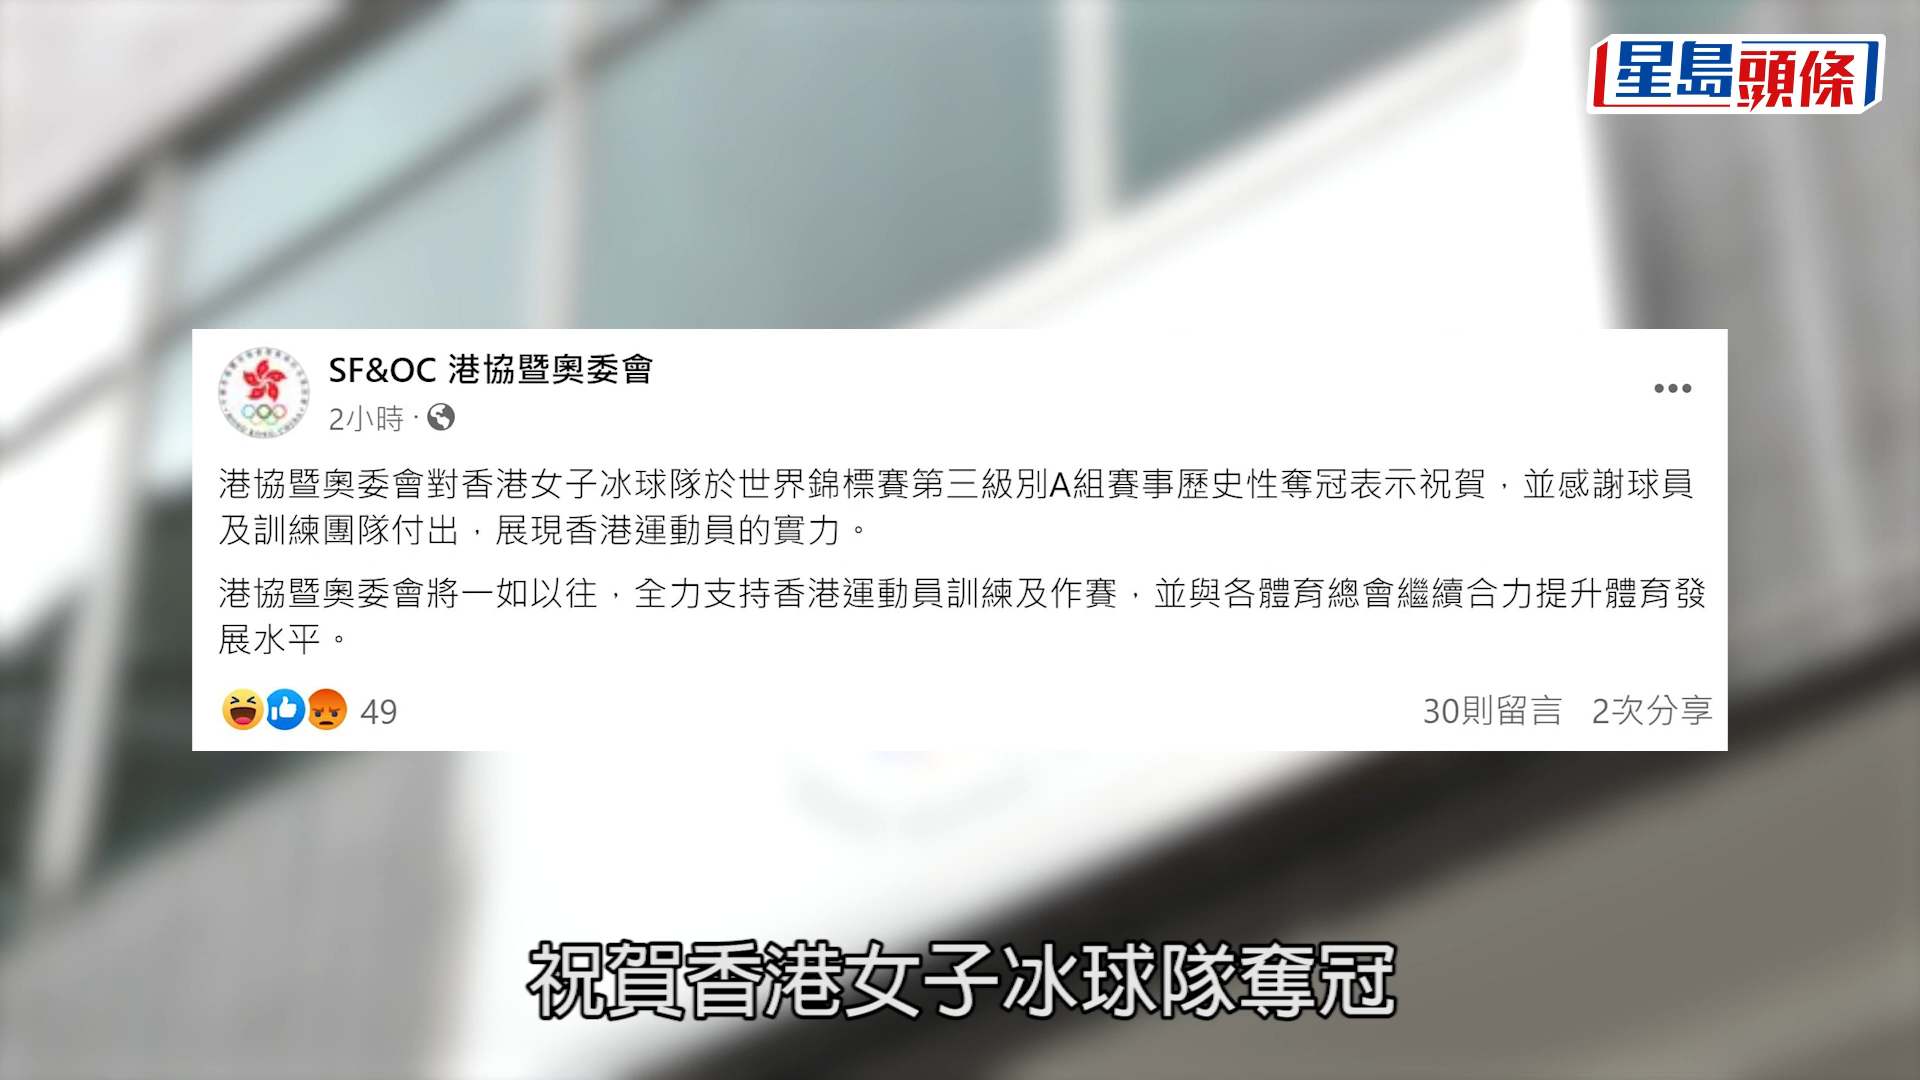 星島頭條
SF&OC 港協暨奧委會
2小時 ·
港協暨奧委會對香港女子冰球隊於世界錦標賽第三級別A組賽事歷史性奪冠表示祝賀，並感謝球員
及訓練團隊付出，展現香港運動員的實力。
港協暨奧委會將一如以往，全力支持香港運動員訓練及作賽，並與各體育總會繼續合力提升體育發
展水平。
49
30則留言 2次分享
祝賀香港女子冰球隊奪冠